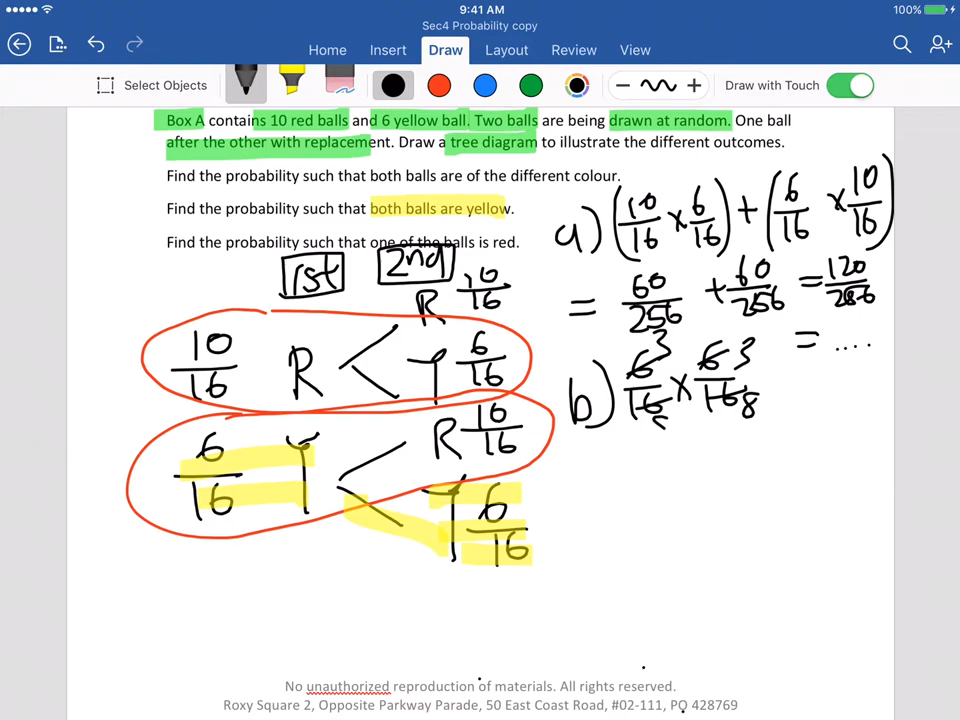 9:41 AM
100%
Sec4 Probability copy
Home Insert Draw Layout Review View
Select Objects
Draw with Touch
Box A contains 10 red balls and 6 yellow ball. Two balls are being drawn at random. One ball
after the other with replacement. Draw a tree diagram to illustrate the different outcomes.
Find the probability such that both balls are of the different colour.
Find the probability such that both balls are yellow.
Find the probability such that one of the balls is red.
1st 2nd
R 10/16
10/16 R < Y 6/16
6/16 Y < R 10/16
Y 6/16
a) (10/16 × 6/16) + (6/16 × 10/16)
= 60/256 + 60/256 = 120/256
= ....
b) 6/16 3 × 6/16 3 8
No unauthorized reproduction of materials. All rights reserved.
Roxy Square 2, Opposite Parkway Parade, 50 East Coast Road, #02-111, PO 428769